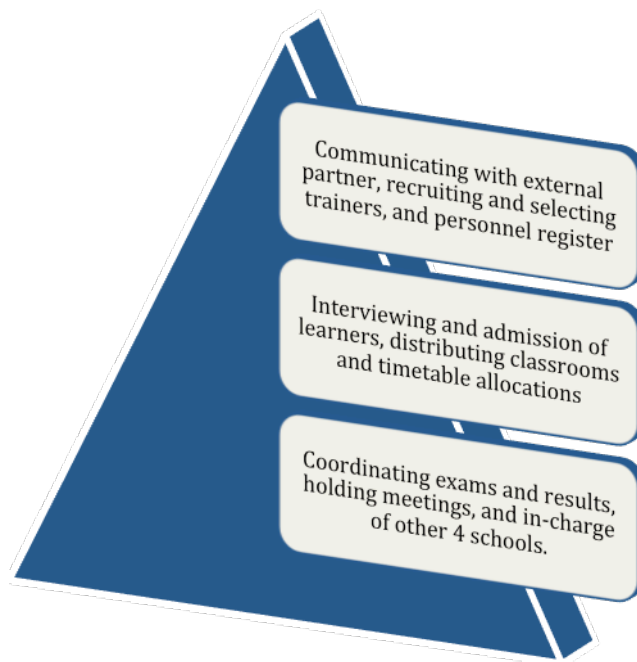 Communicating with external
partner, recruiting and selecting
trainers, and personnel register
Interviewing and admission of
learners, distributing classrooms
and timetable allocations
Coordinating exams and results,
holding meetings, and in-charge
of other 4 schools.